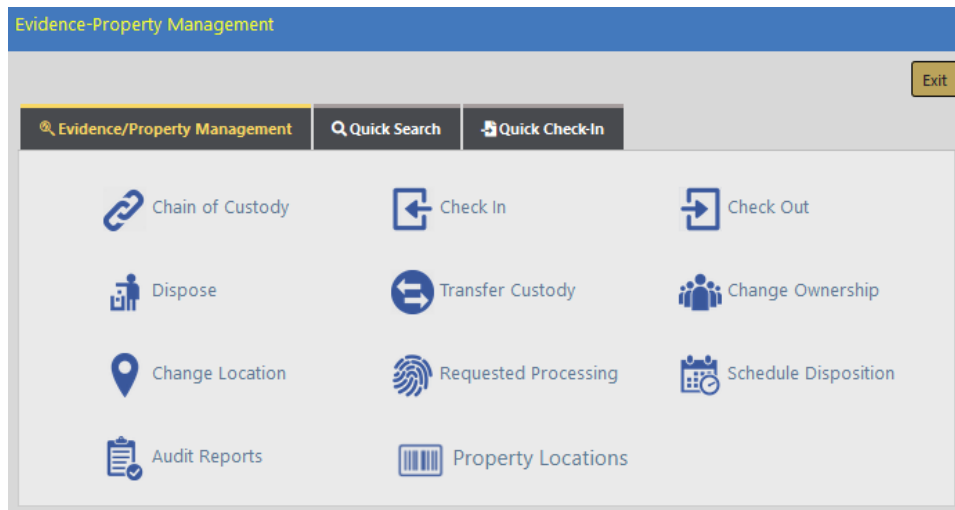 Evidence-Property Management
Exit
Evidence/Property Management
Quick Search
Quick Check-In
Chain of Custody
Check In
Check Out
Dispose
Transfer Custody
Change Ownership
Change Location
Requested Processing
Schedule Disposition
Audit Reports
Property Locations